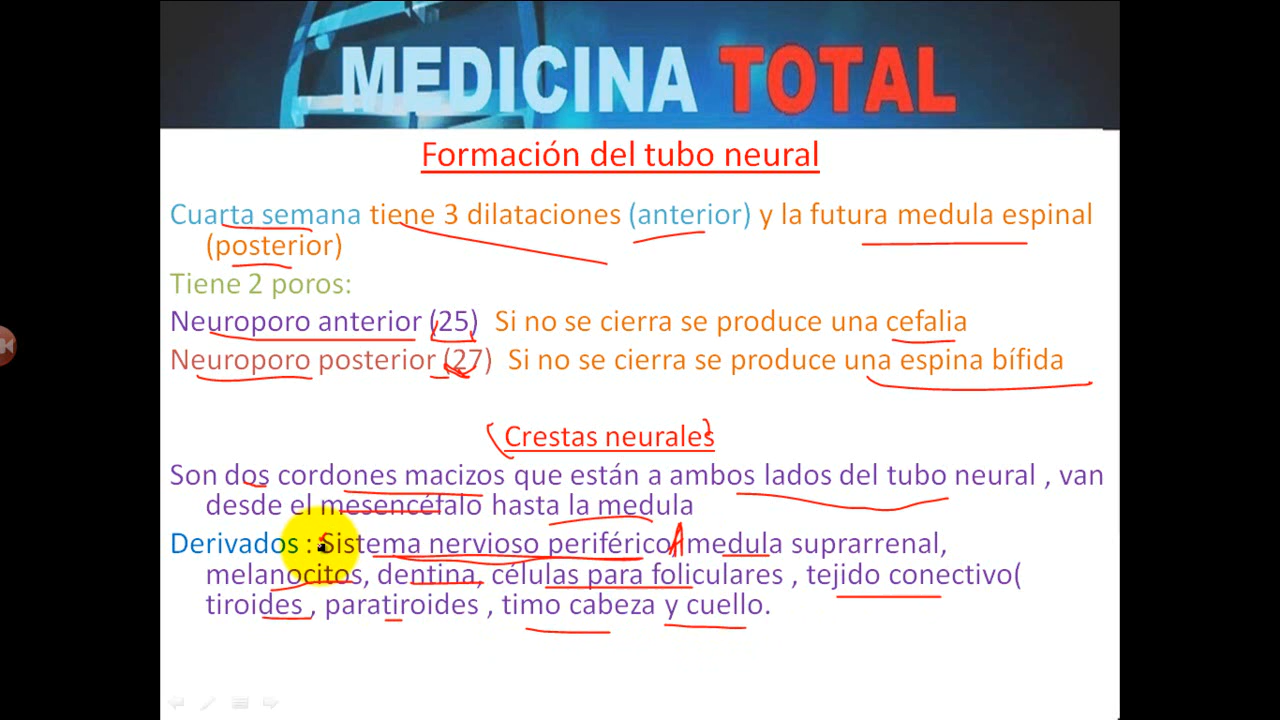 MEDICINA TOTAL
Formación del tubo neural
Cuarta semana tiene 3 dilataciones (anterior) y la futura medula espinal
(posterior)
Tiene 2 poros:
Neuroporo anterior (25) Si no se cierra se produce una cefalia
Neuroporo posterior (27) Si no se cierra se produce una espina bífida
Crestas neurales
Son dos cordones macizos que están a ambos lados del tubo neural , van
desde el mesencéfalo hasta la medula
Derivados : Sistema nervioso periférico, medula suprarrenal,
melanocitos, dentina, células para foliculares , tejido conectivo(
tiroides , paratiroides , timo cabeza y cuello.